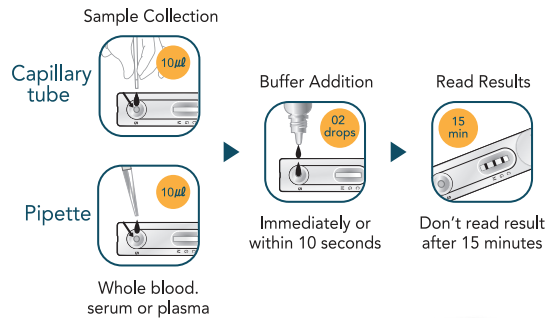 Sample Collection
Capillary
tube
10µl
Pipette
10µl
Whole blood.
serum or plasma
Buffer Addition
02
drops
Immediately or
within 10 seconds
Read Results
15
min
Don't read result
after 15 minutes